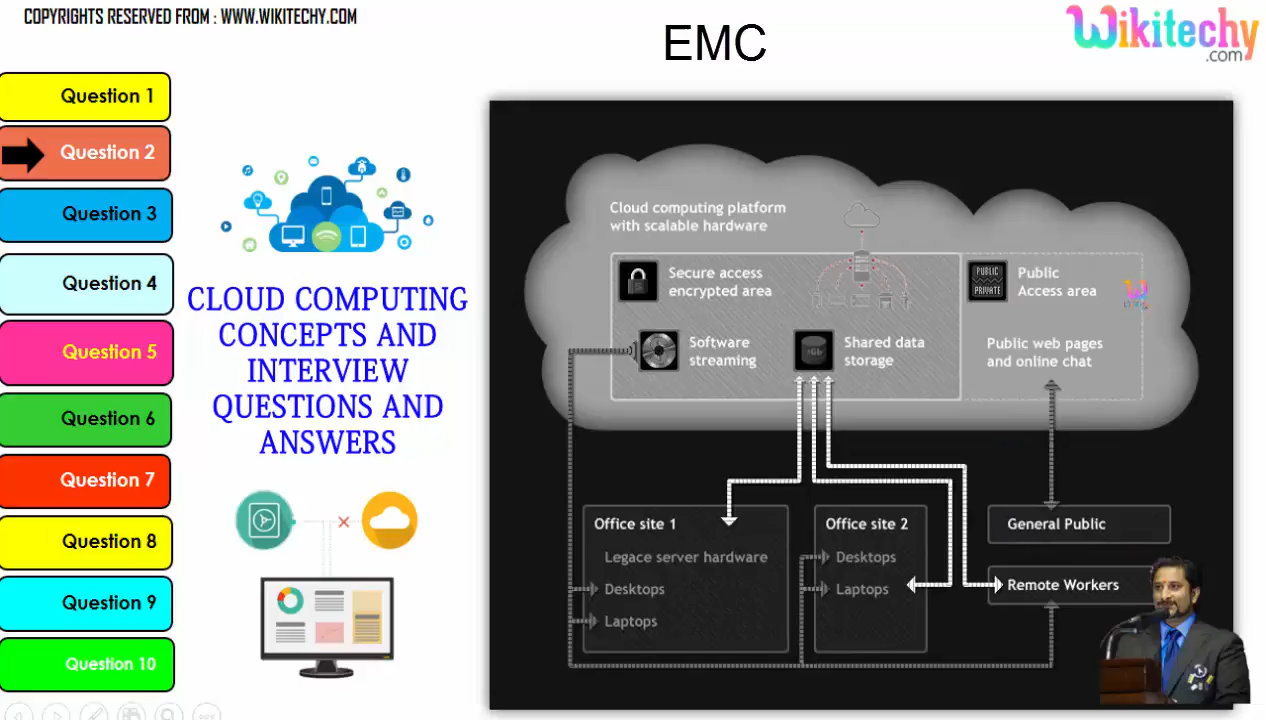 COPYRIGHTS RESERVED FROM : WWW.WIKITECHY.COM
EMC
Wikitechy
.com
Question 1
Question 2
Question 3
Question 4
Question 5
Question 6
Question 7
Question 8
Question 9
Question 10
CLOUD COMPUTING
CONCEPTS AND
INTERVIEW
QUESTIONS AND
ANSWERS
Cloud computing platform
with scalable hardware
Secure access
encrypted area
PUBLIC
PRIVATE
Public
Access area
Software
streaming
Shared data
storage
Public web pages
and online chat
Office site 1
Legace server hardware
Desktops
Laptops
Office site 2
Desktops
Laptops
General Public
Remote Workers